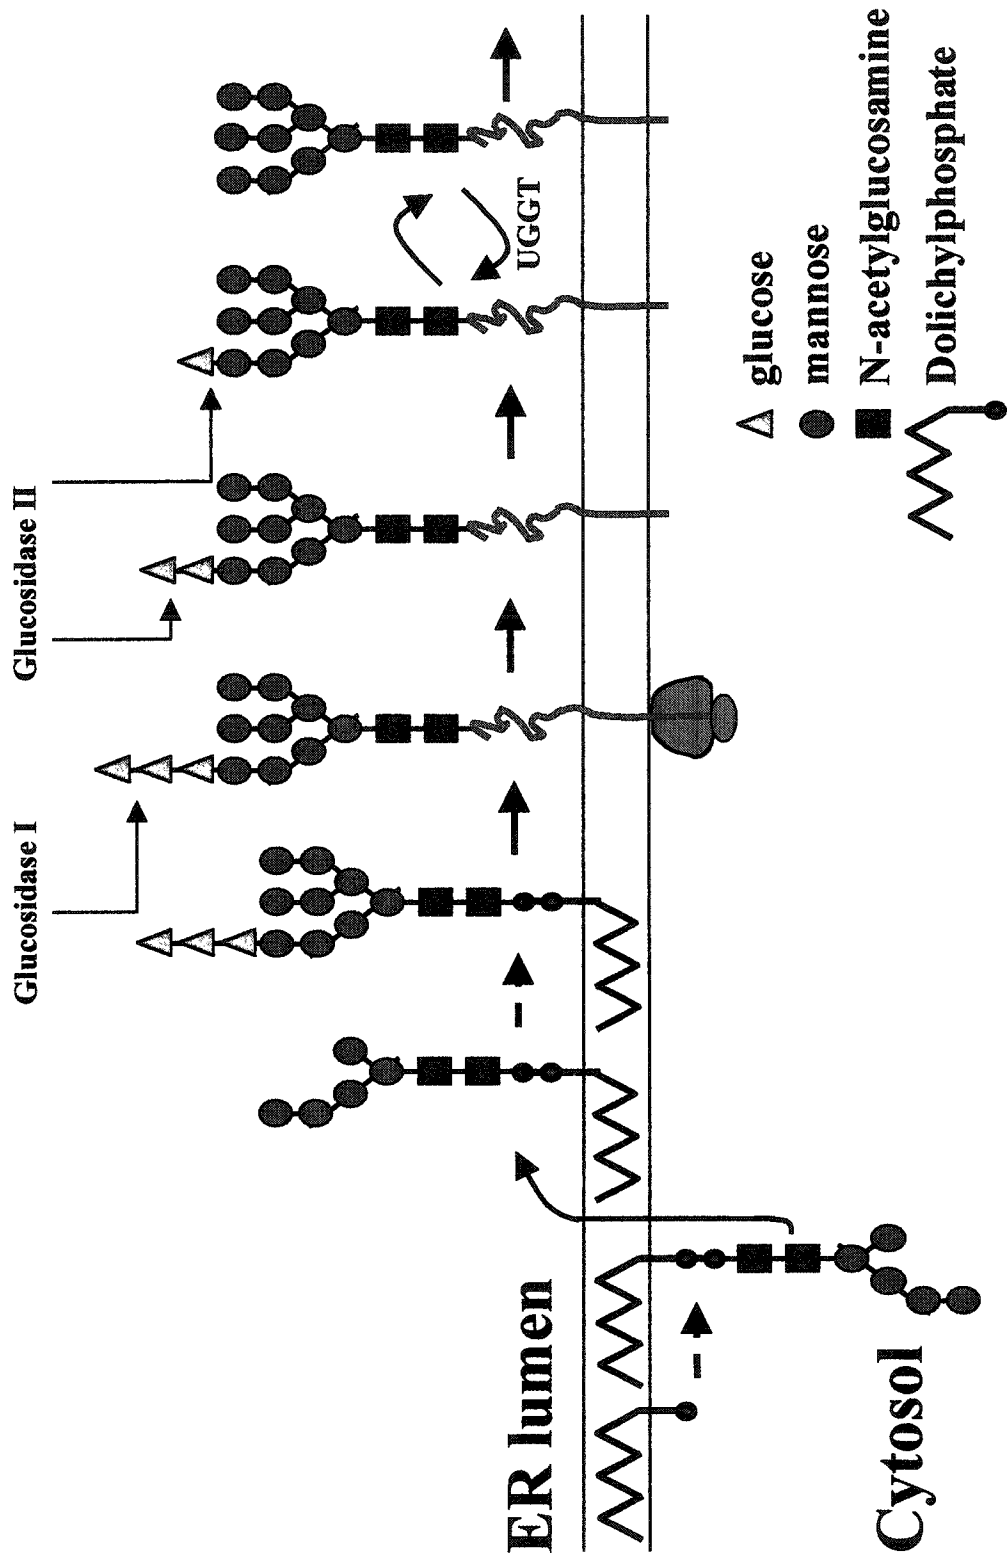 Glucosidase I
Glucosidase II
UGGT
ER lumen
Cytosol
glucose
mannose
N-acetylglucosamine
Dolichylphosphate